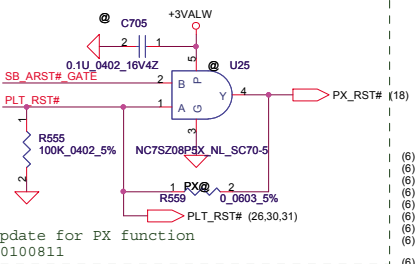 @
C705
+3VALW
2
1
0.1U_0402_16V4Z
5
@
U25
SB_ARST#_GATE
2
B
P
Y
4
PX_RST# (18)
PLT_RST#
1
A
G
3
1
R555
100K_0402_5%
2
NC7SZ08P5X_NL_SC70-5
1
PX@
2
R559
0_0603_5%
PLT_RST# (26,30,31)
pdate for PX function
0100811
(6)
(6)
(6)
(6)
(6)
(6)
(6)
(6)
(6)